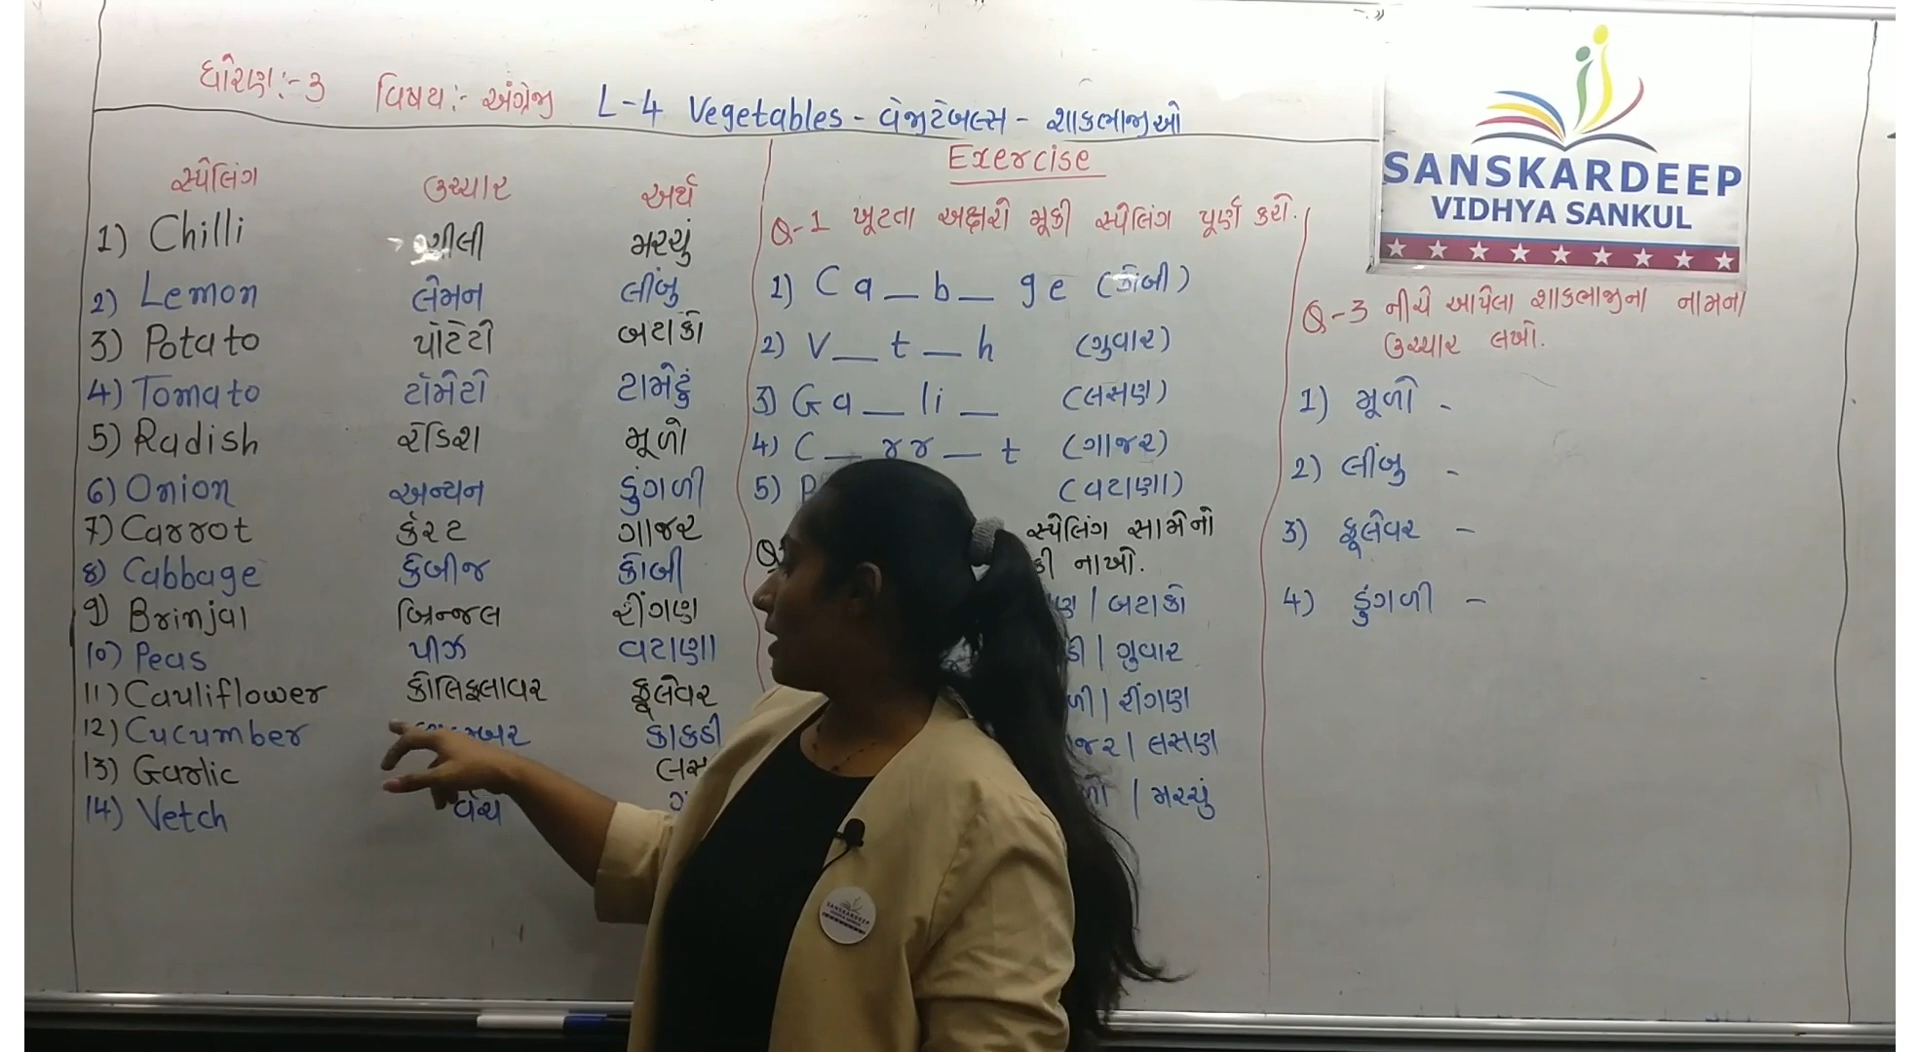 ધોરણ:- ૩ વિષય:- અંગ્રેજી L-4 Vegetables - વેજીટેબલ્સ - શાકભાજીઓ
સ્પેલિંગ ઉચ્ચાર અર્થ
1) Chilli ચીલી મરચું
2) Lemon લેમન લીંબુ
3) Potato પોટેટો બટાકો
4) Tomato ટોમેટો ટામેટું
5) Radish રેડિશ મૂળો
6) Onion અન્યન ડુંગળી
7) Carrot કેરટ ગાજર
8) Cabbage કેબીજ કોબી
9) Brinjal બ્રિન્જલ રીંગણ
10) Peas પીઝ વટાણા
11) Cauliflower કોલિફલાવર ફૂલેવર
12) Cucumber કાકડી
13) Garlic
14) Vetch વેચ
Exercise
Q-1 ખૂટતા અક્ષરો મૂકી સ્પેલિંગ પૂર્ણ કરો.
1) Ca_b_ge (કોબી)
2) V_t_h (ગુવાર)
3) Ga_li_ (લસણ)
4) C_rr_t (ગાજર)
5) P (વટાણા)
સ્પેલિંગ સામેનો
નાખો.
| બટાકો
| ગુવાર
| રીંગણ
| લસણ
| મરચું
Q-3 નીચે આપેલા શાકભાજીના નામના
ઉચ્ચાર લખો.
1) મૂળો -
2) લીંબુ -
3) ફૂલેવર -
4) ડુંગળી -
SANSKARDEEP
VIDHYA SANKUL
SANSKARDEEP